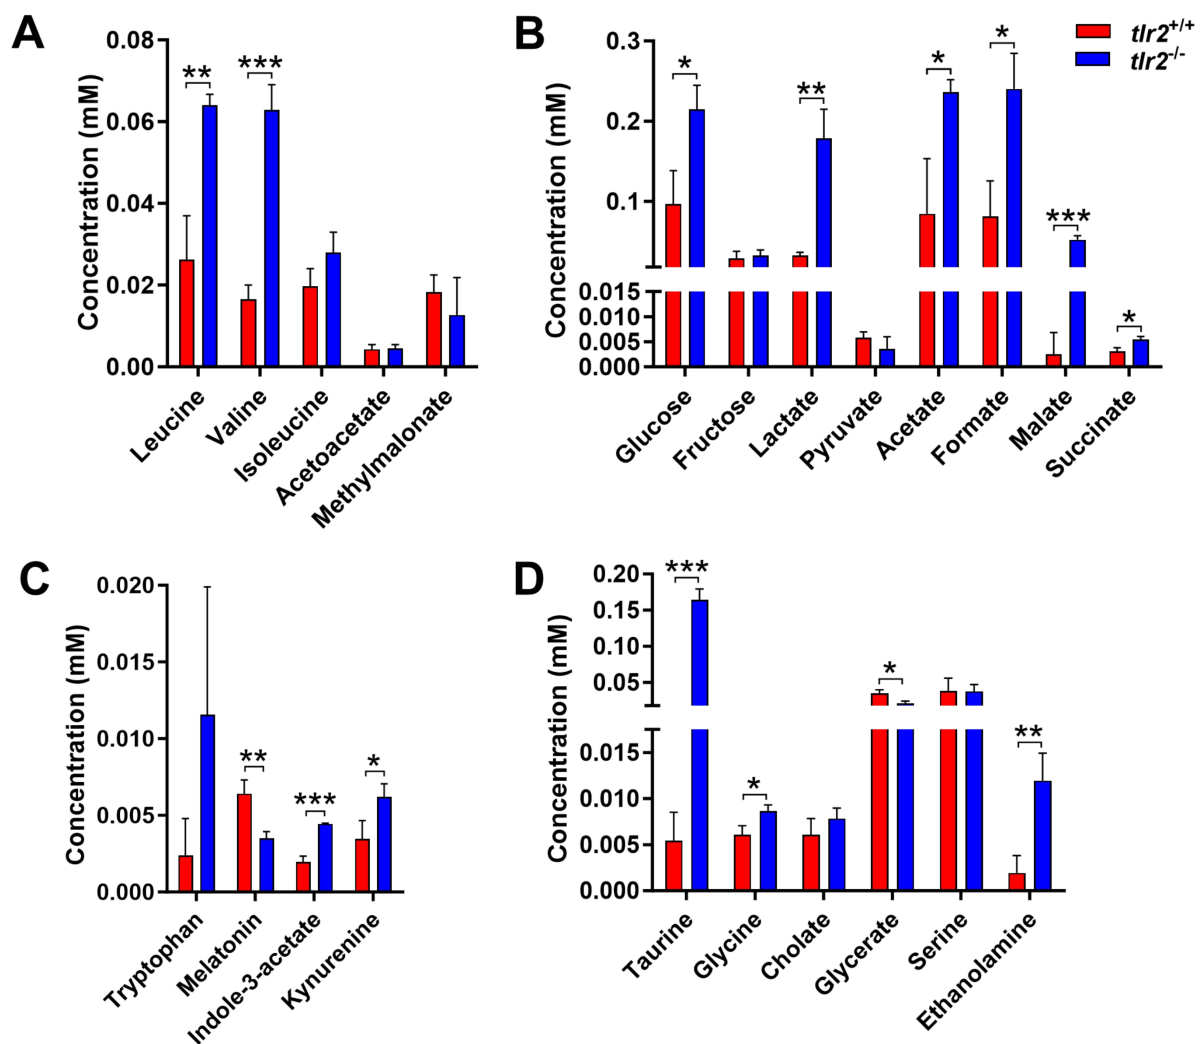 A
Concentration (mM)
0.08
0.06
0.04
0.02
0.00
**
***
Leucine
Valine
Isoleucine
Acetoacetate
Methylmalonate
B
tlr2+/+
tlr2-/-
Concentration (mM)
0.3
0.2
0.1
0.015
0.010
0.005
0.000
*
**
*
*
***
*
Glucose
Fructose
Lactate
Pyruvate
Acetate
Formate
Malate
Succinate
C
Concentration (mM)
0.020
0.015
0.010
0.005
0.000
**
***
*
Tryptophan
Melatonin
Indole-3-acetate
Kynurenine
D
Concentration (mM)
0.20
0.15
0.10
0.05
0.015
0.010
0.005
0.000
***
*
*
**
Taurine
Glycine
Cholate
Glycerate
Serine
Ethanolamine